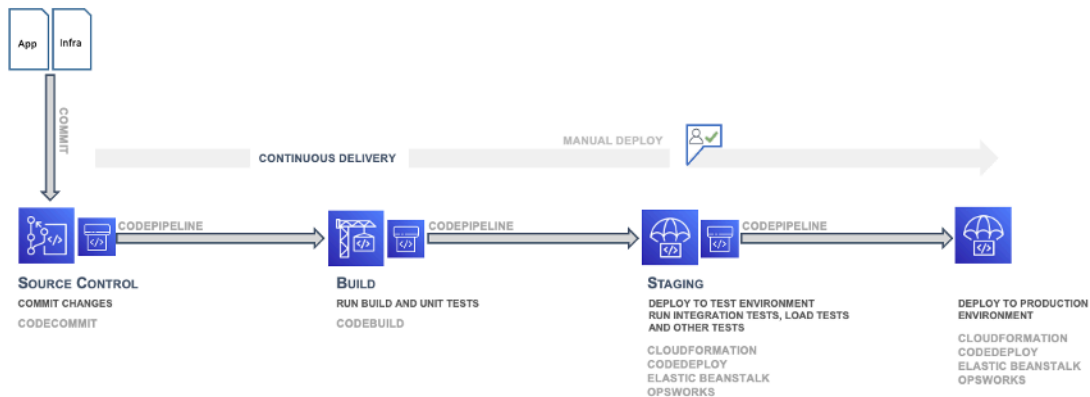 App
Infra
COMMIT
MANUAL DEPLOY
CONTINUOUS DELIVERY
CODEPIPELINE
CODEPIPELINE
CODEPIPELINE
SOURCE CONTROL
COMMIT CHANGES
CODECOMMIT
BUILD
RUN BUILD AND UNIT TESTS
CODEBUILD
STAGING
DEPLOY TO TEST ENVIRONMENT
RUN INTEGRATION TESTS, LOAD TESTS
AND OTHER TESTS
CLOUDFORMATION
CODEDEPLOY
ELASTIC BEANSTALK
OPSWORKS
DEPLOY TO PRODUCTION
ENVIRONMENT
CLOUDFORMATION
CODEDEPLOY
ELASTIC BEANSTALK
OPSWORKS